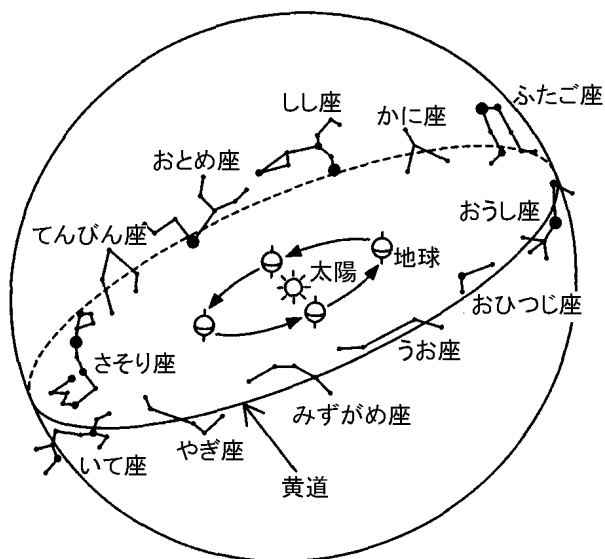 ふたご座
しし座
かに座
おとめ座
おうし座
てんびん座
地球
太陽
おひつじ座
うお座
さそり座
みずがめ座
やぎ座
いて座
黄道